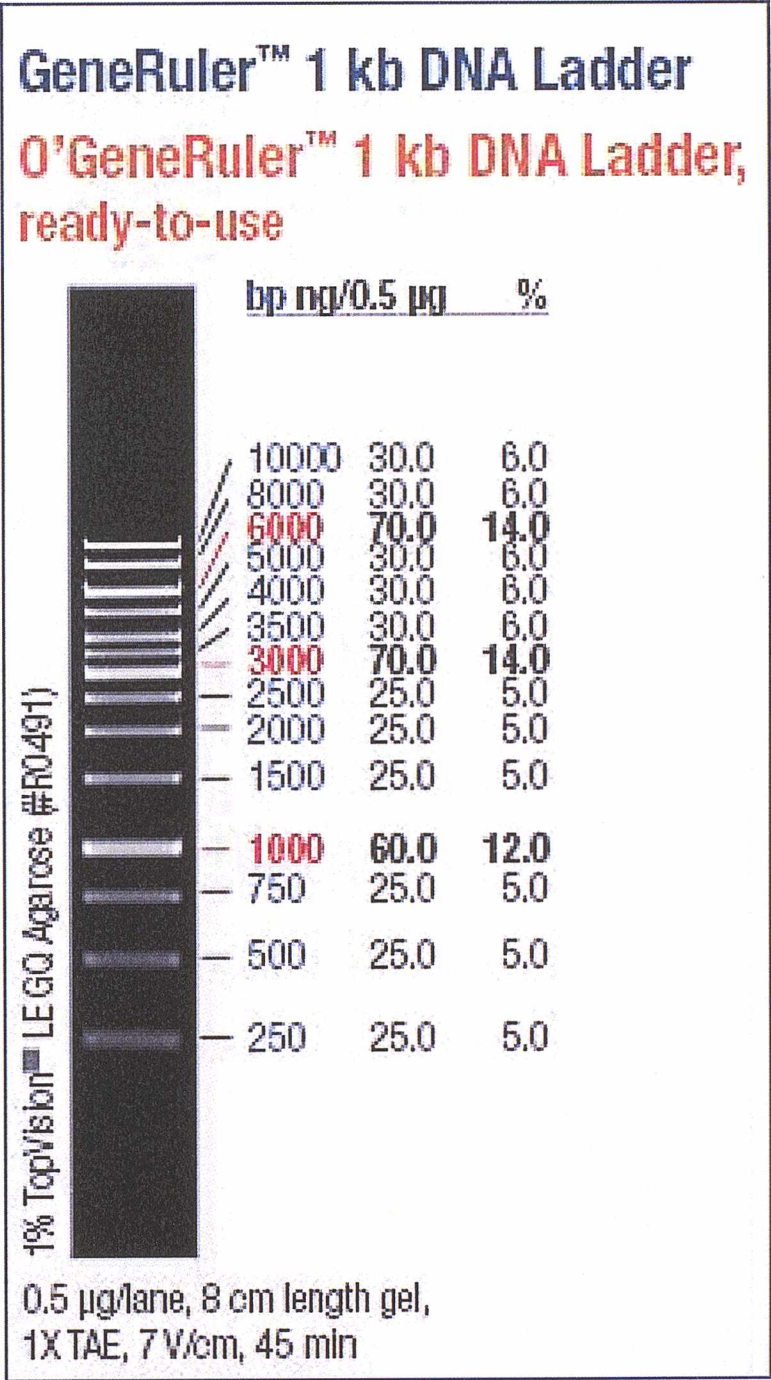 GeneRuler™ 1 kb DNA Ladder
O'GeneRuler™ 1 kb DNA Ladder,
ready-to-use
bp ng/0.5 µg %
10000 30.0 6.0
8000 30.0 6.0
6000 70.0 14.0
5000 30.0 6.0
4000 30.0 6.0
3500 30.0 6.0
3000 70.0 14.0
2500 25.0 5.0
2000 25.0 5.0
1500 25.0 5.0
1000 60.0 12.0
750 25.0 5.0
500 25.0 5.0
250 25.0 5.0
1% TopVision™ LE GQ Agarose (#R0491)
0.5 µg/lane, 8 cm length gel,
1X TAE, 7 V/cm, 45 min